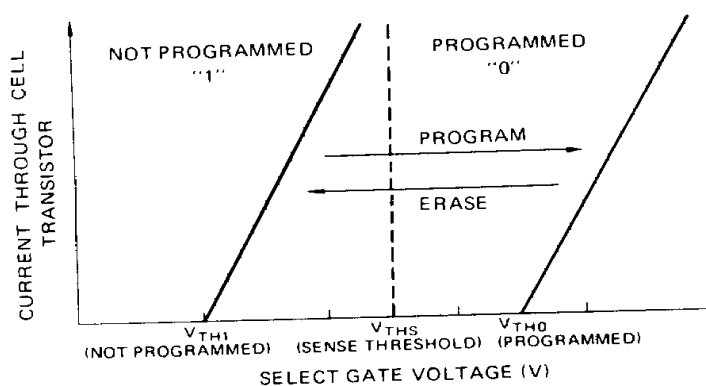 NOT PROGRAMMED
"1"
PROGRAMMED
"0"
PROGRAM
ERASE
CURRENT THROUGH CELL
TRANSISTOR
VTH1
(NOT PROGRAMMED)
VTHS
(SENSE THRESHOLD)
VTH0
(PROGRAMMED)
SELECT GATE VOLTAGE (V)